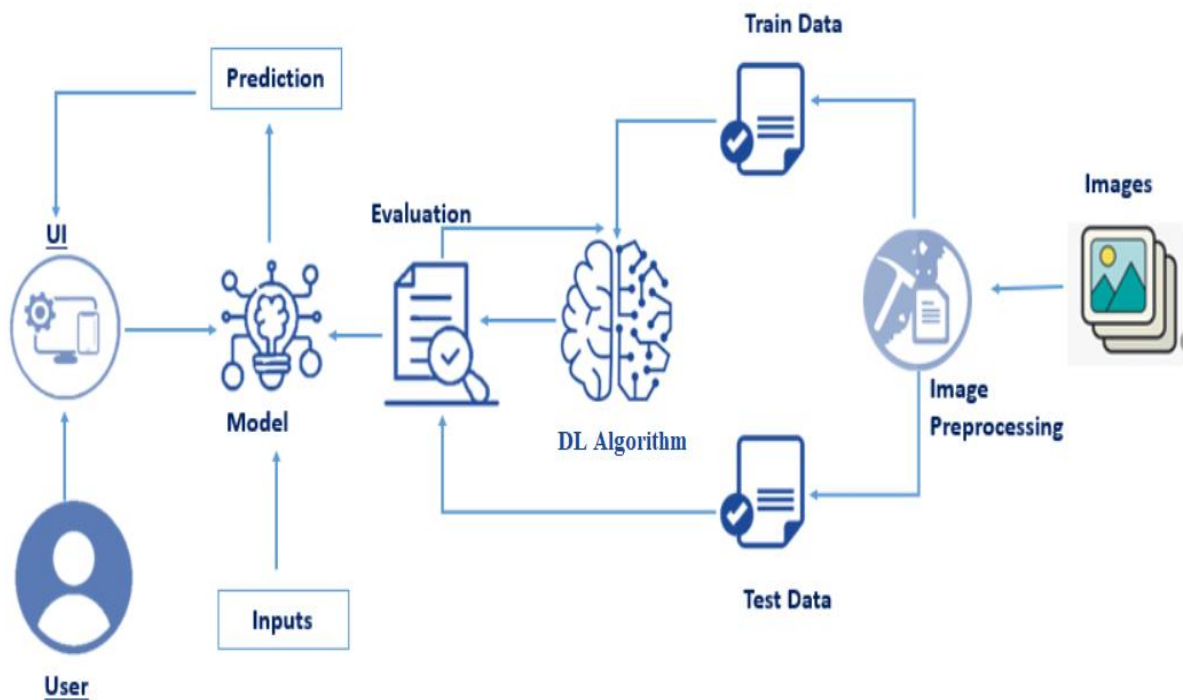 Train Data
Prediction
Images
Evaluation
UI
Image
Preprocessing
Model
DL Algorithm
Test Data
Inputs
User